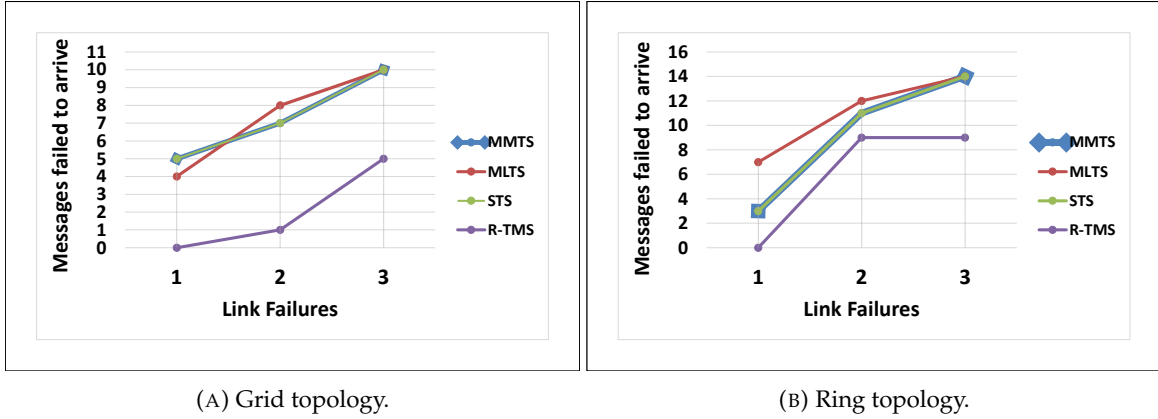 Messages failed to arrive
11
10
9
8
7
6
5
4
3
2
1
0
1 2 3
Link Failures
MMTS
MLTS
STS
R-TMS
(A) Grid topology.
Messages failed to arrive
16
14
12
10
8
6
4
2
0
1 2 3
Link Failures
MMTS
MLTS
STS
R-TMS
(B) Ring topology.